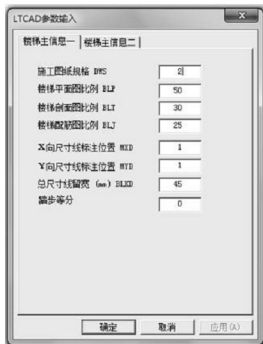 LTCAD参数输入
楼梯主信息一 楼梯主信息二
施工图纸规格 DWS 2
楼梯平面图比例 BLP 50
楼梯剖面图比例 BLT 30
楼梯配筋图比例 BLJ 25
X向尺寸线标注位置 MXD 1
Y向尺寸线标注位置 MYD 1
总尺寸线留宽 (mm) BLKD 45
踏步等分 0
确定 取消 应用(A)